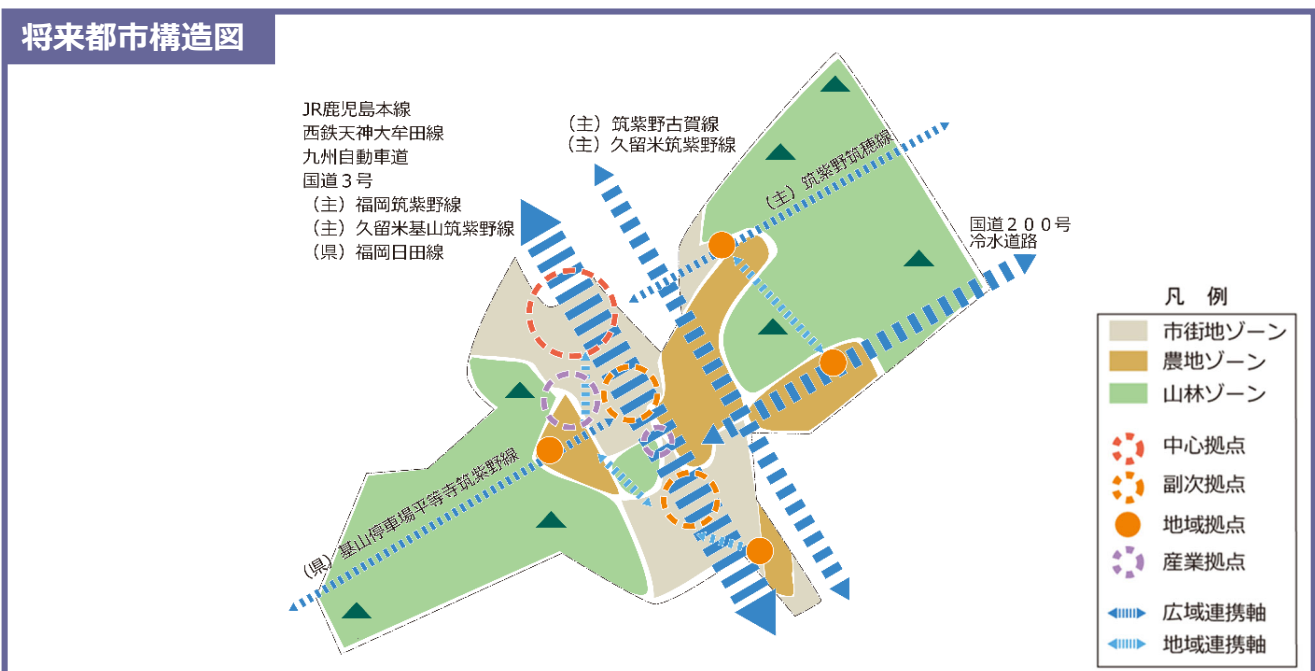 将来都市構造図
JR鹿児島本線
西鉄天神大牟田線
九州自動車道
国道3号
（主）福岡筑紫野線
（主）久留米基山筑紫野線
（県）福岡日田線
（主）筑紫野古賀線
（主）久留米筑紫野線
（主）筑紫野筑穂線
国道２００号
冷水道路
（県）基山停車場平等寺筑紫野線
凡　例
市街地ゾーン
農地ゾーン
山林ゾーン
中心拠点
副次拠点
地域拠点
産業拠点
広域連携軸
地域連携軸